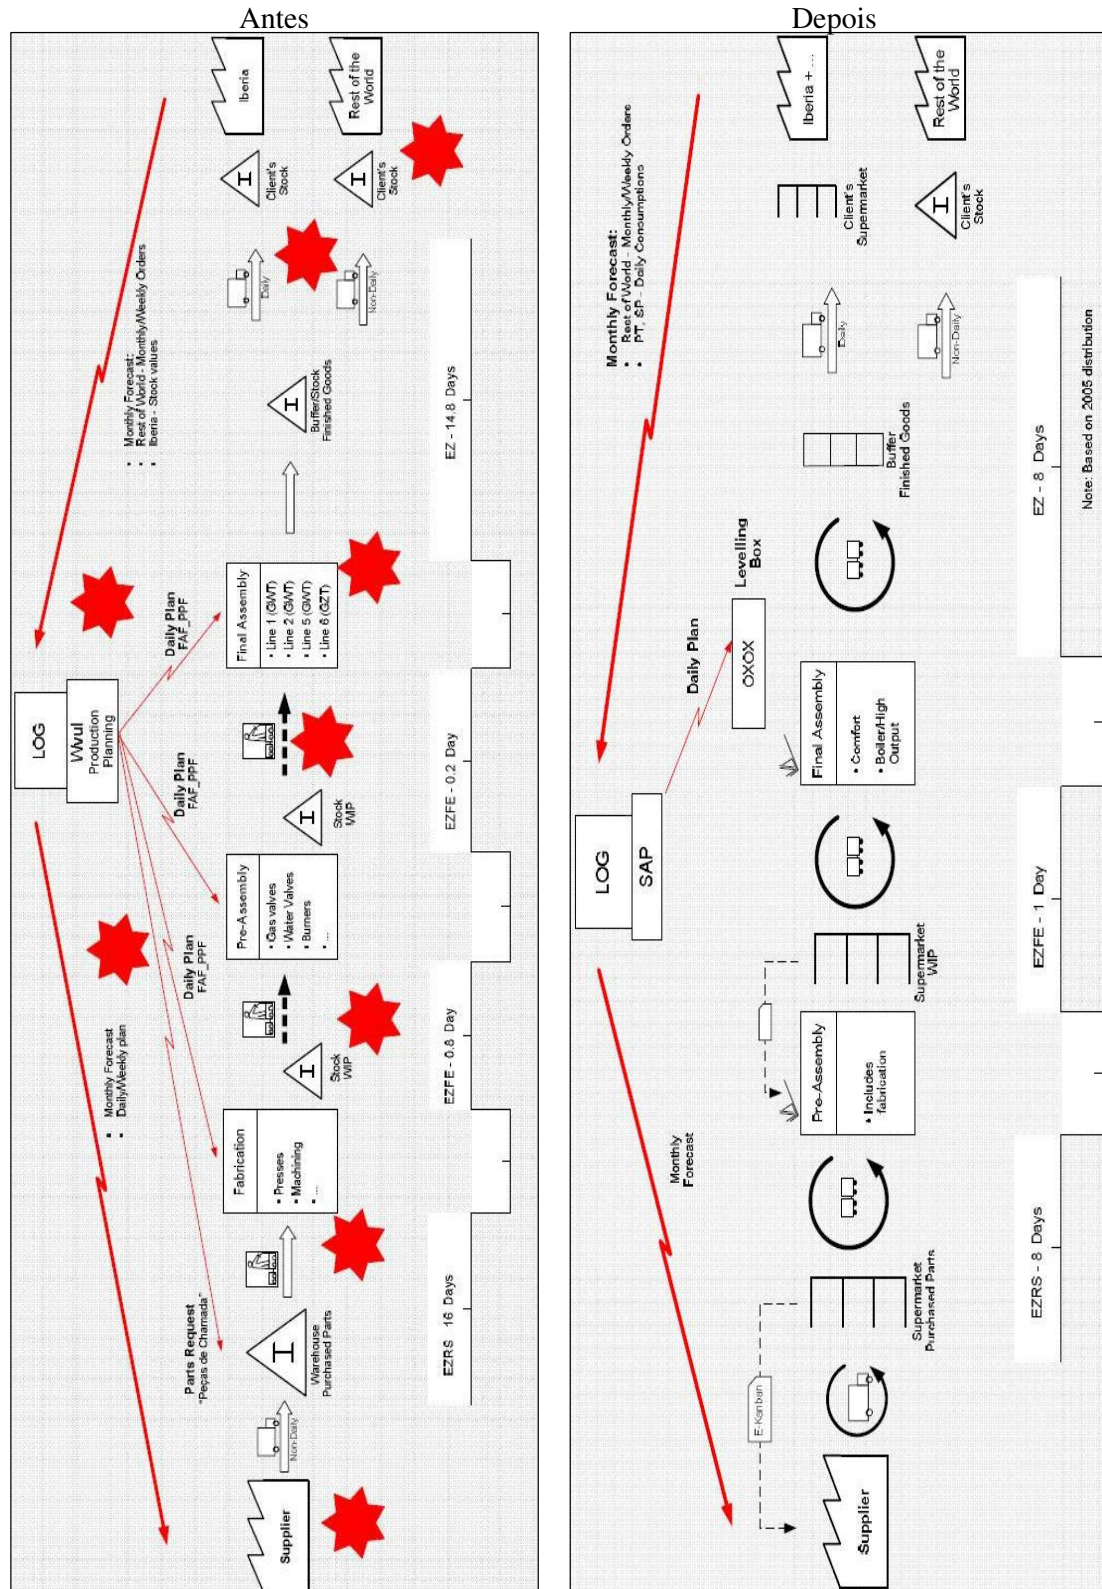 Antes
Iberia
Rest of the
World
Client's
Stock
Client's
Stock
Daily
Non-Daily
Monthly Forecast:
Rest of World - Monthly/Weekly Orders
Iberia - Stock values
Buffer/Stock
Finished Goods
EZ - 14.8 Days
LOG
Wvul
Production
Planning
Daily Plan
FAF_PPF
Daily Plan
FAF_PPF
Daily Plan
FAF_PPF
Final Assembly
Line 1 (GWT)
Line 2 (GWT)
Line 5 (GWT)
Line 6 (GZT)
EZFE - 0.2 Day
I
Stock
WIP
Pre-Assembly
Gas valves
Water Valves
Burners
...
EZFE - 0.8 Day
I
Stock
WIP
Monthly Forecast
Daily/Weekly plan
Fabrication
Presses
Machining
...
EZRS 16 Days
Parts Request
"Peças de Chamada"
I
Warehouse
Purchased Parts
Non-Daily
Supplier
Depois
Iberia + ...
Rest of the
World
Client's
Supermarket
I
Client's
Stock
Monthly Forecast:
Rest of World - Monthly/Weekly Orders
PT, SP - Daily Consumptions
Daily
Non-Daily
Buffer
Finished Goods
EZ - 8 Days
Note: Based on 2005 distribution
Levelling
Box
OXOX
Daily Plan
LOG
SAP
Final Assembly
Comfort
Boiler/High
Output
EZFE - 1 Day
Supermarket
WIP
Pre-Assembly
Includes
fabrication
Monthly
Forecast
EZRS - 8 Days
Supermarket
Purchased Parts
E-Kanban
Supplier